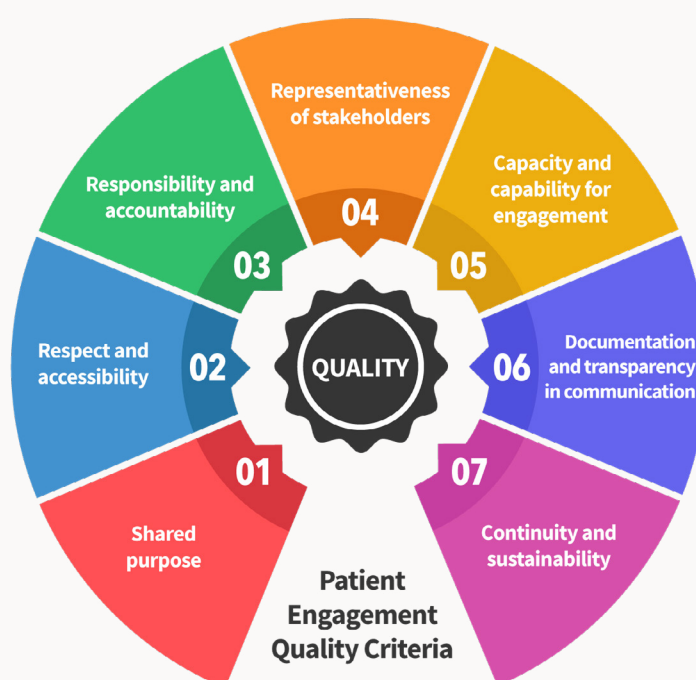 Representativeness
of stakeholders
04
Responsibility and
accountability
03
Capacity and
capability for
engagement
05
Respect and
accessibility
02
QUALITY
Documentation
and transparency
in communication
06
Shared
purpose
01
Continuity and
sustainability
07
Patient
Engagement
Quality Criteria